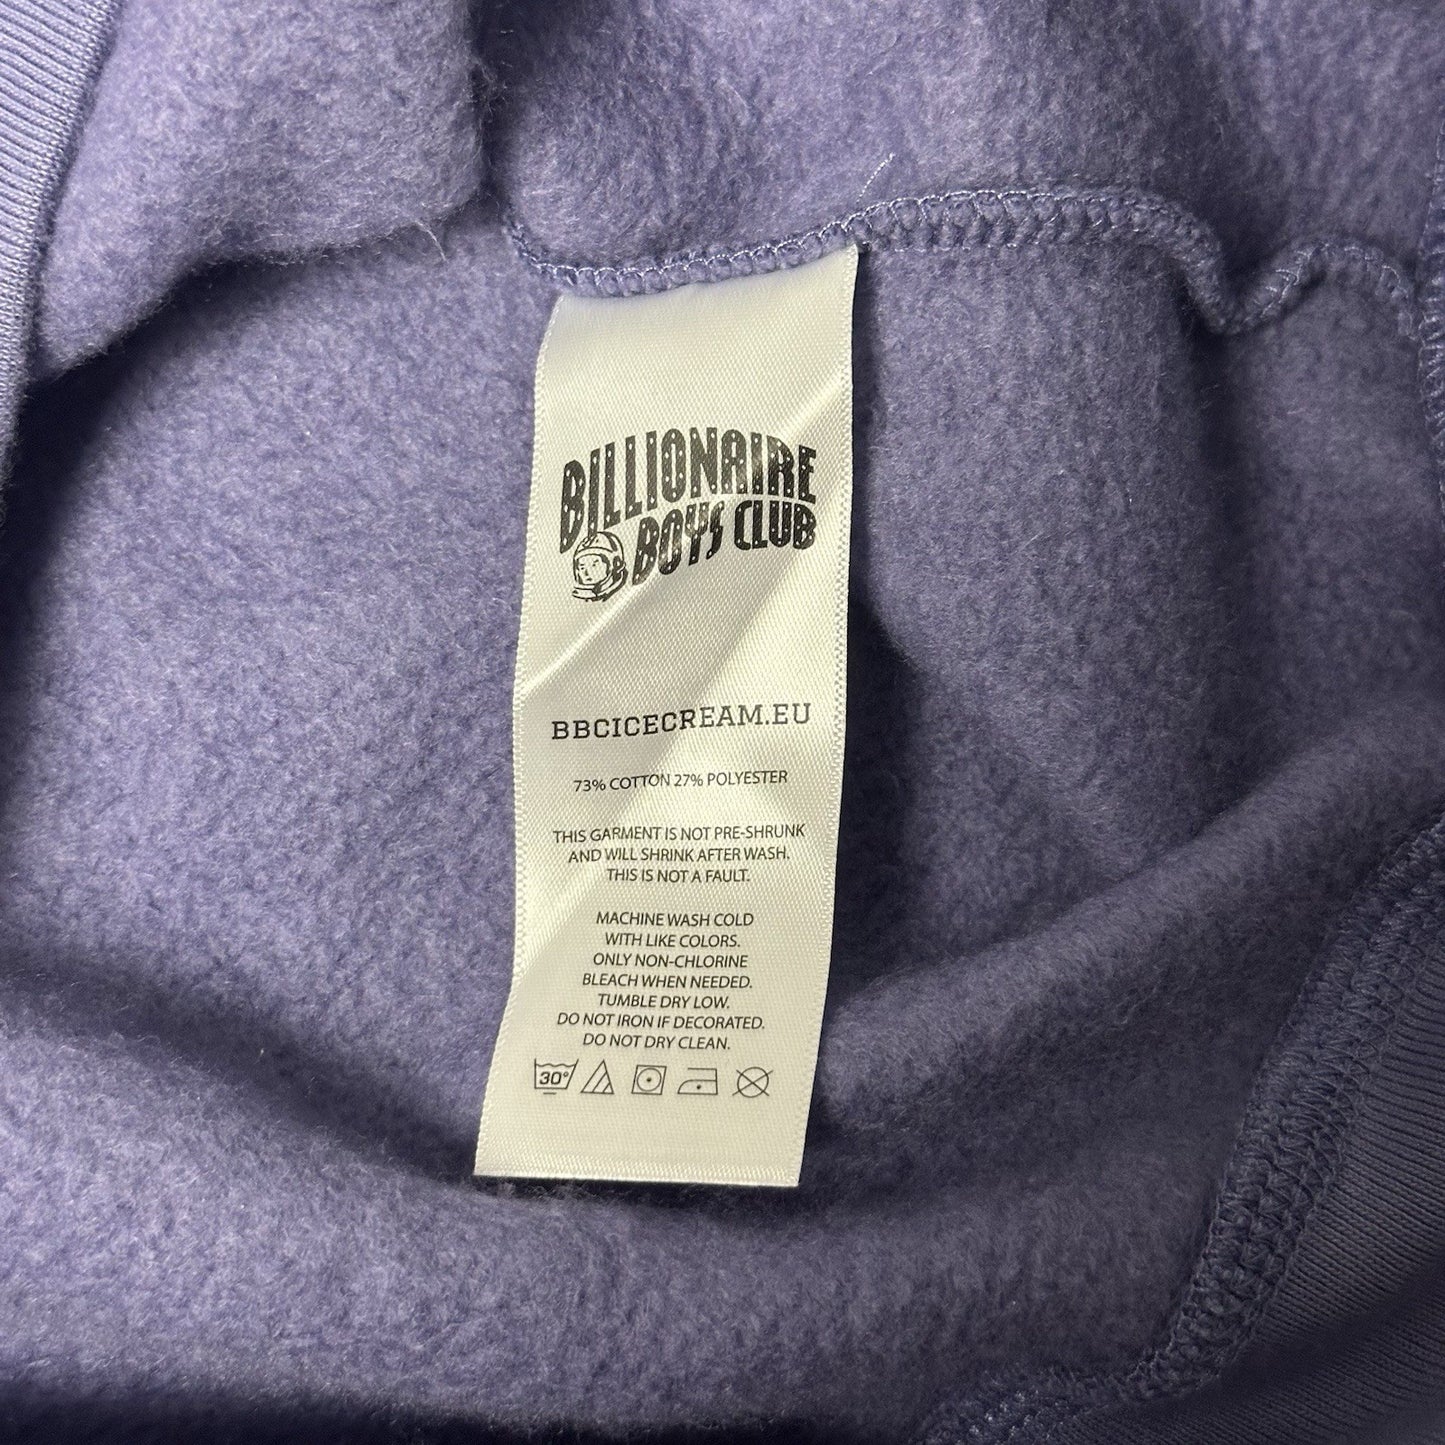 BILLIONAIRE
BOYS CLUB
BBCICECREAM.EU
73% COTTON 27% POLYESTER
THIS GARMENT IS NOT PRE-SHRUNK
AND WILL SHRINK AFTER WASH.
THIS IS NOT A FAULT.
MACHINE WASH COLD
WITH LIKE COLORS.
ONLY NON-CHLORINE
BLEACH WHEN NEEDED.
TUMBLE DRY LOW.
DO NOT IRON IF DECORATED.
DO NOT DRY CLEAN.
30°